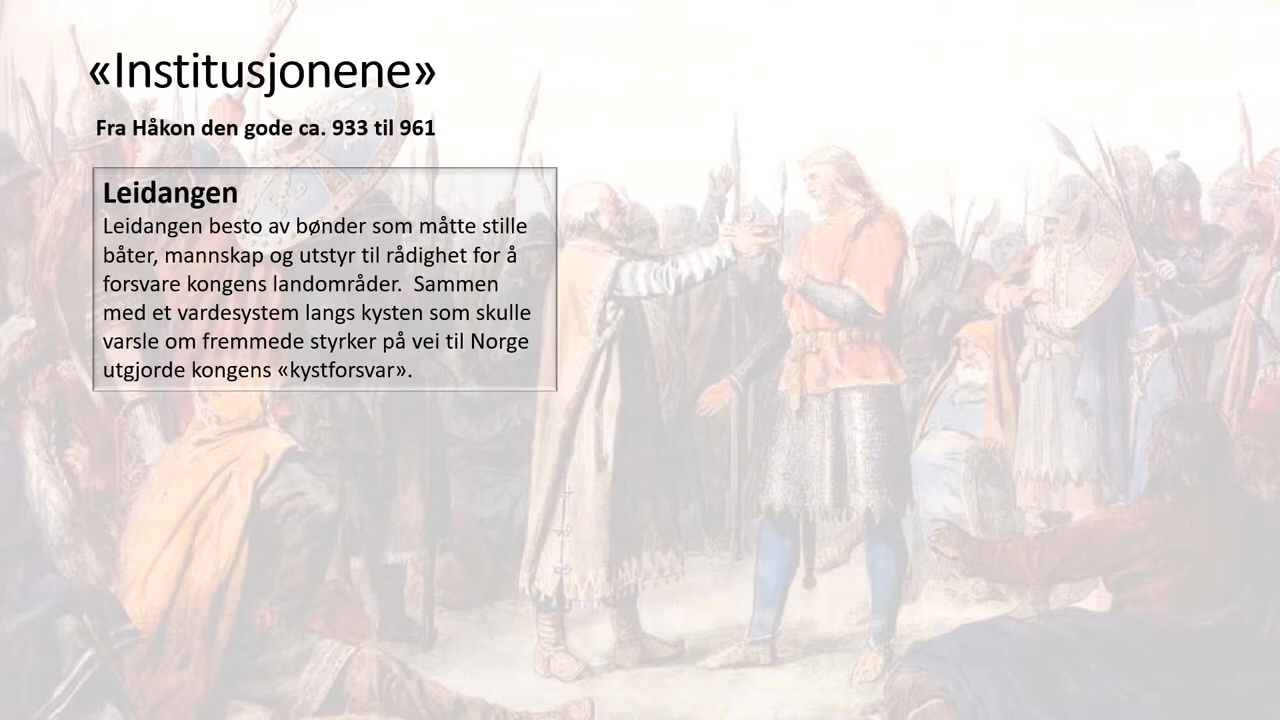 «Institusjonene»
Fra Håkon den gode ca. 933 til 961
Leidangen
Leidangen besto av bønder som måtte stille
båter, mannskap og utstyr til rådighet for å
forsvare kongens landområder.  Sammen
med et vardesystem langs kysten som skulle
varsle om fremmede styrker på vei til Norge
utgjorde kongens «kystforsvar».